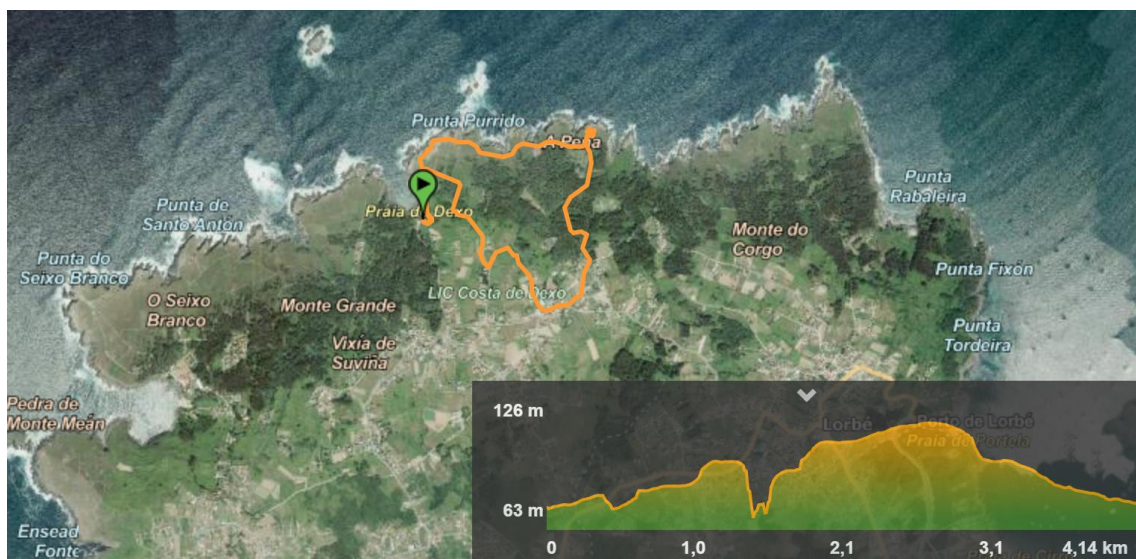 Punta Purrido
A Pena
Punta
Rabaleira
Praia de Dexo
Punta de
Santo Antón
Monte do
Corgo
Punta do
Seixo Branco
Punta Fixón
LIC Costa de Dexo
O Seixo
Branco
Monte Grande
Vixía de
Suviña
Punta
Tordeira
Pedra de
Monte Meán
126 m
Lorbé
Porto de Lorbé
Praia de Portela
63 m
Ensead
Fonte
0 1,0 2,1 3,1 4,14 km